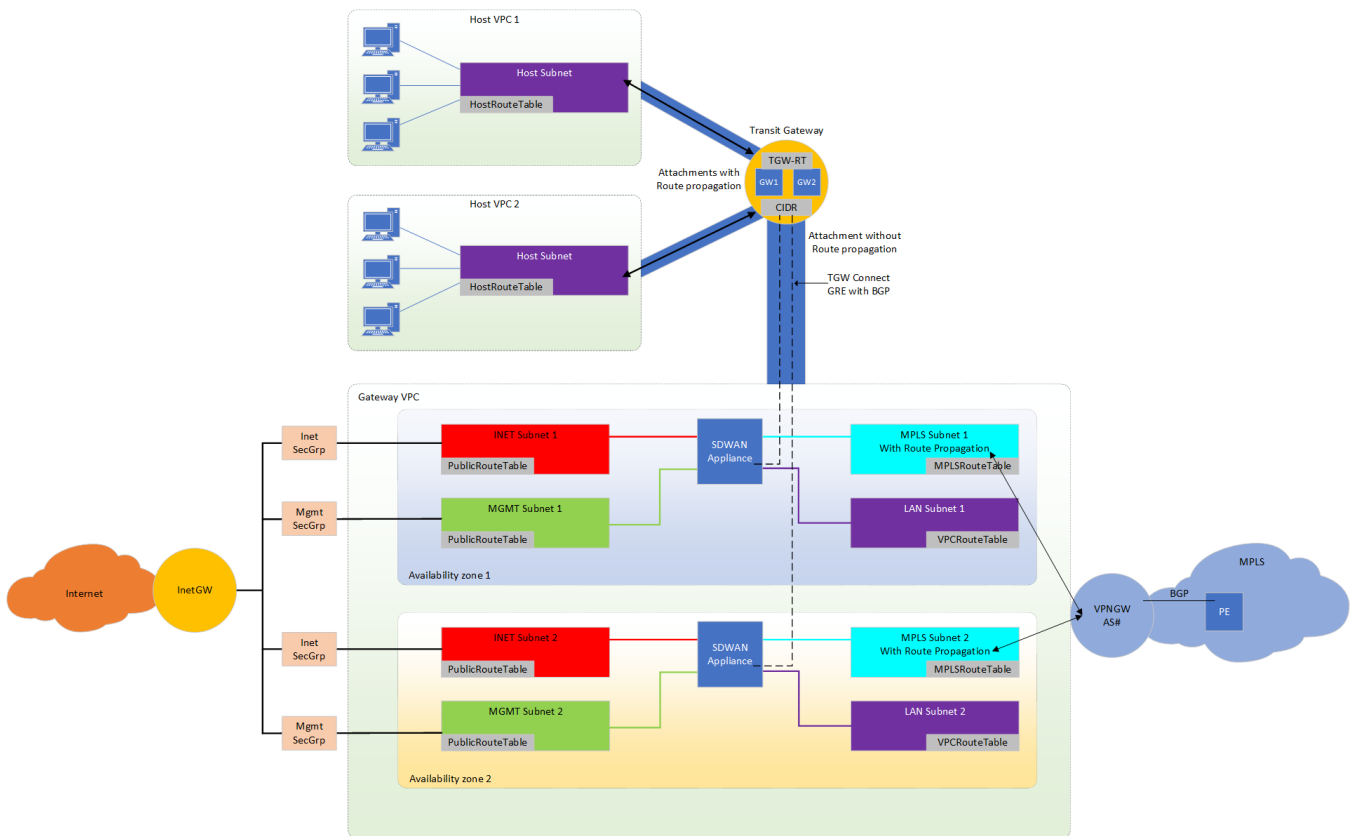 Host VPC 1
Host Subnet
HostRouteTable
Host VPC 2
Host Subnet
HostRouteTable
Transit Gateway
TGW-RT
GW1
GW2
CIDR
Attachments with
Route propagation
Attachment without
Route propagation
TGW Connect
GRE with BGP
Gateway VPC
Inet
SecGrp
INET Subnet 1
PublicRouteTable
SDWAN
Appliance
MPLS Subnet 1
With Route Propagation
MPLSRouteTable
Mgmt
SecGrp
MGMT Subnet 1
PublicRouteTable
LAN Subnet 1
VPCRouteTable
Availability zone 1
Internet
InetGW
VPNGW
AS#
BGP
MPLS
PE
Inet
SecGrp
INET Subnet 2
PublicRouteTable
SDWAN
Appliance
MPLS Subnet 2
With Route Propagation
MPLSRouteTable
Mgmt
SecGrp
MGMT Subnet 2
PublicRouteTable
LAN Subnet 2
VPCRouteTable
Availability zone 2